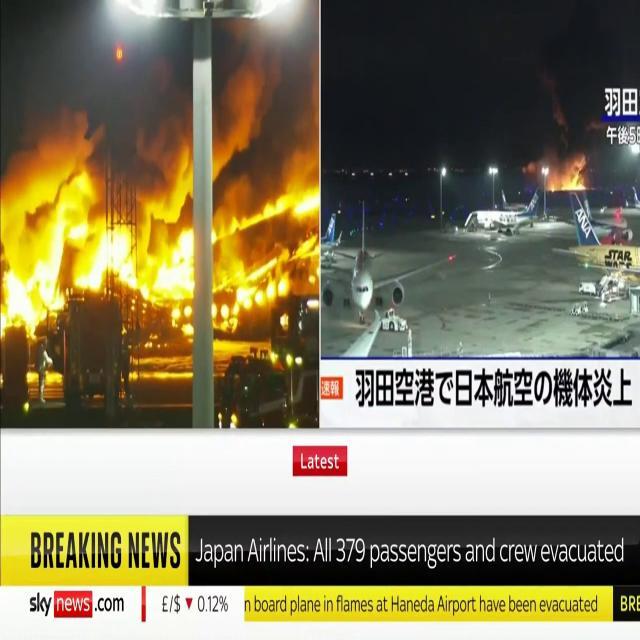 羽田
午後5
ANA
STAR
WARS
速報 羽田空港で日本航空の機体炎上
Latest
BREAKING NEWS Japan Airlines: All 379 passengers and crew evacuated
sky news.com £/$ ▼ 0.12% n board plane in flames at Haneda Airport have been evacuated BRE